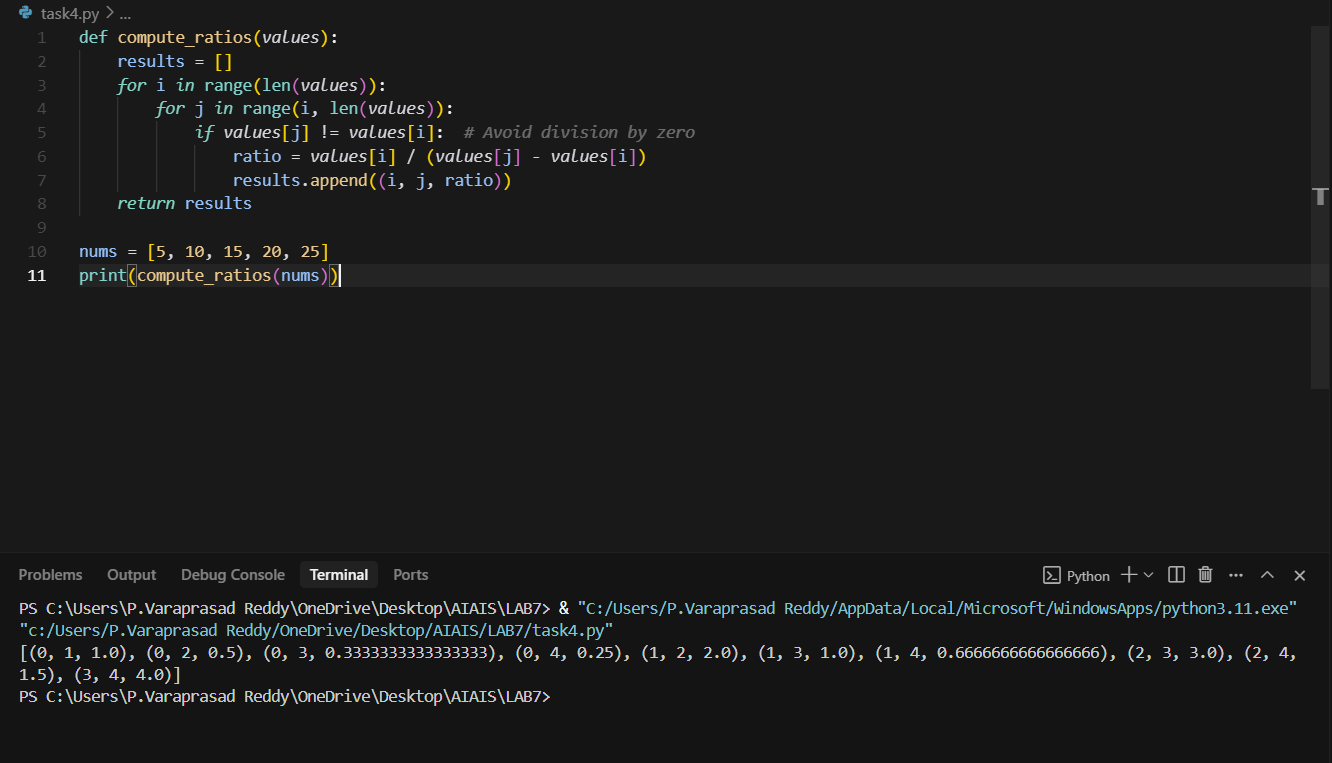 task4.py > ...
1 def compute_ratios(values):
2     results = []
3     for i in range(len(values)):
4         for j in range(i, len(values)):
5             if values[j] != values[i]:  # Avoid division by zero
6                 ratio = values[i] / (values[j] - values[i])
7                 results.append((i, j, ratio))
8     return results
9
10 nums = [5, 10, 15, 20, 25]
11 print(compute_ratios(nums))
Problems Output Debug Console Terminal Ports Python
PS C:\Users\P.Varaprasad Reddy\OneDrive\Desktop\AIAIS\LAB7> & "C:/Users/P.Varaprasad Reddy/AppData/Local/Microsoft/WindowsApps/python3.11.exe"
"c:/Users/P.Varaprasad Reddy/OneDrive/Desktop/AIAIS/LAB7/task4.py"
[(0, 1, 1.0), (0, 2, 0.5), (0, 3, 0.3333333333333333), (0, 4, 0.25), (1, 2, 2.0), (1, 3, 1.0), (1, 4, 0.6666666666666666), (2, 3, 3.0), (2, 4,
1.5), (3, 4, 4.0)]
PS C:\Users\P.Varaprasad Reddy\OneDrive\Desktop\AIAIS\LAB7>